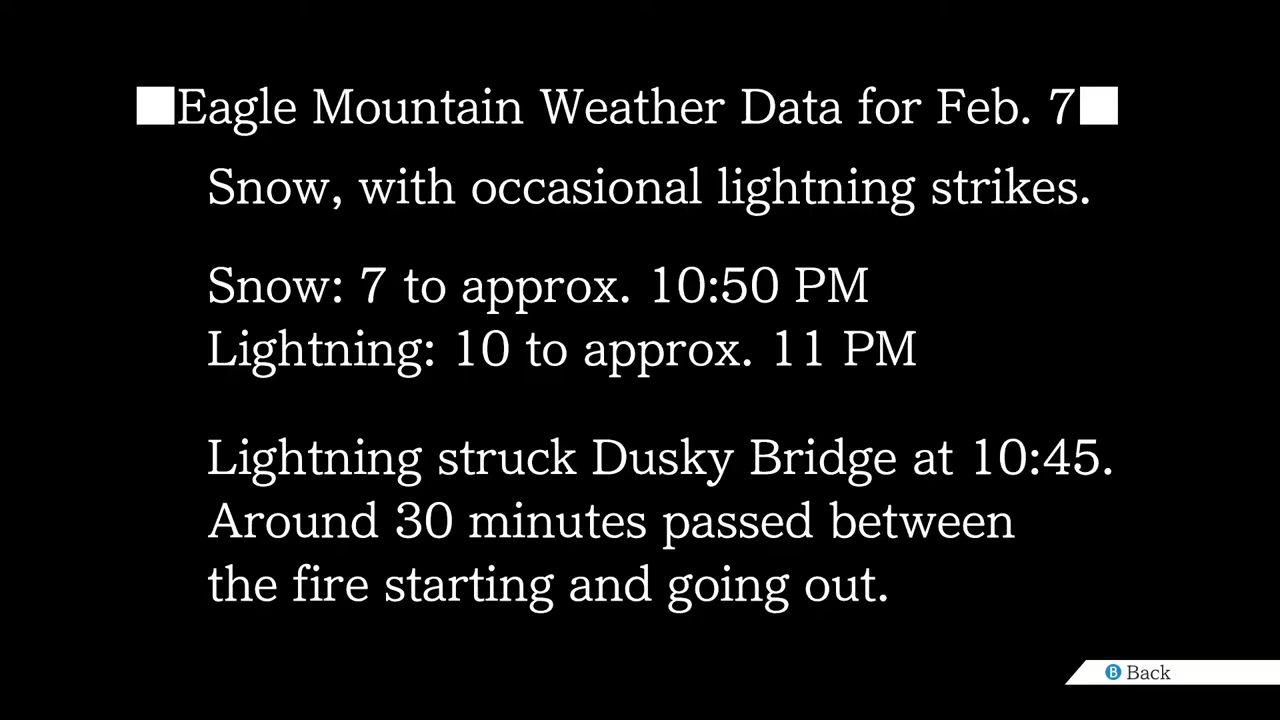 ■Eagle Mountain Weather Data for Feb. 7■
Snow, with occasional lightning strikes.
Snow: 7 to approx. 10:50 PM
Lightning: 10 to approx. 11 PM
Lightning struck Dusky Bridge at 10:45.
Around 30 minutes passed between
the fire starting and going out.
B Back